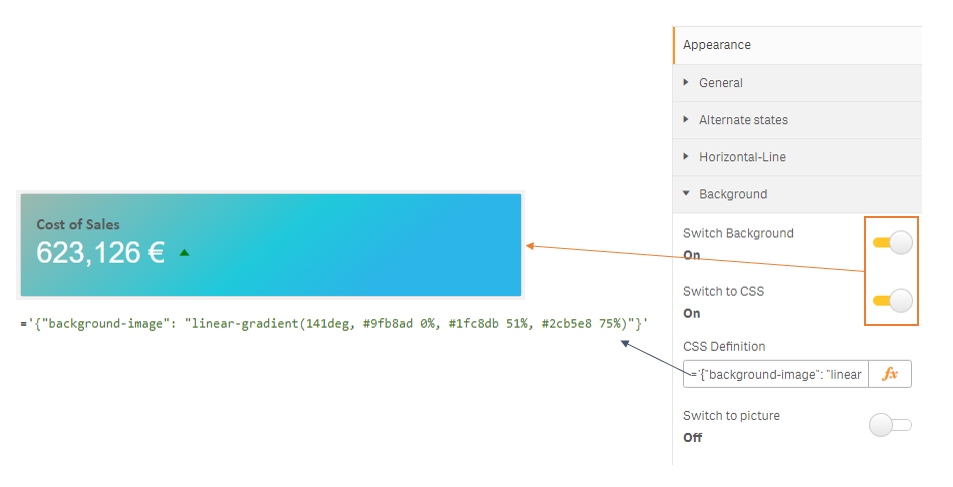 Cost of Sales
623,126 €
='{"background-image": "linear-gradient(141deg, #9fb8ad 0%, #1fc8db 51%, #2cb5e8 75%)"}'
Appearance
General
Alternate states
Horizontal-Line
Background
Switch Background
On
Switch to CSS
On
CSS Definition
='{"background-image": "linear
fx
Switch to picture
Off